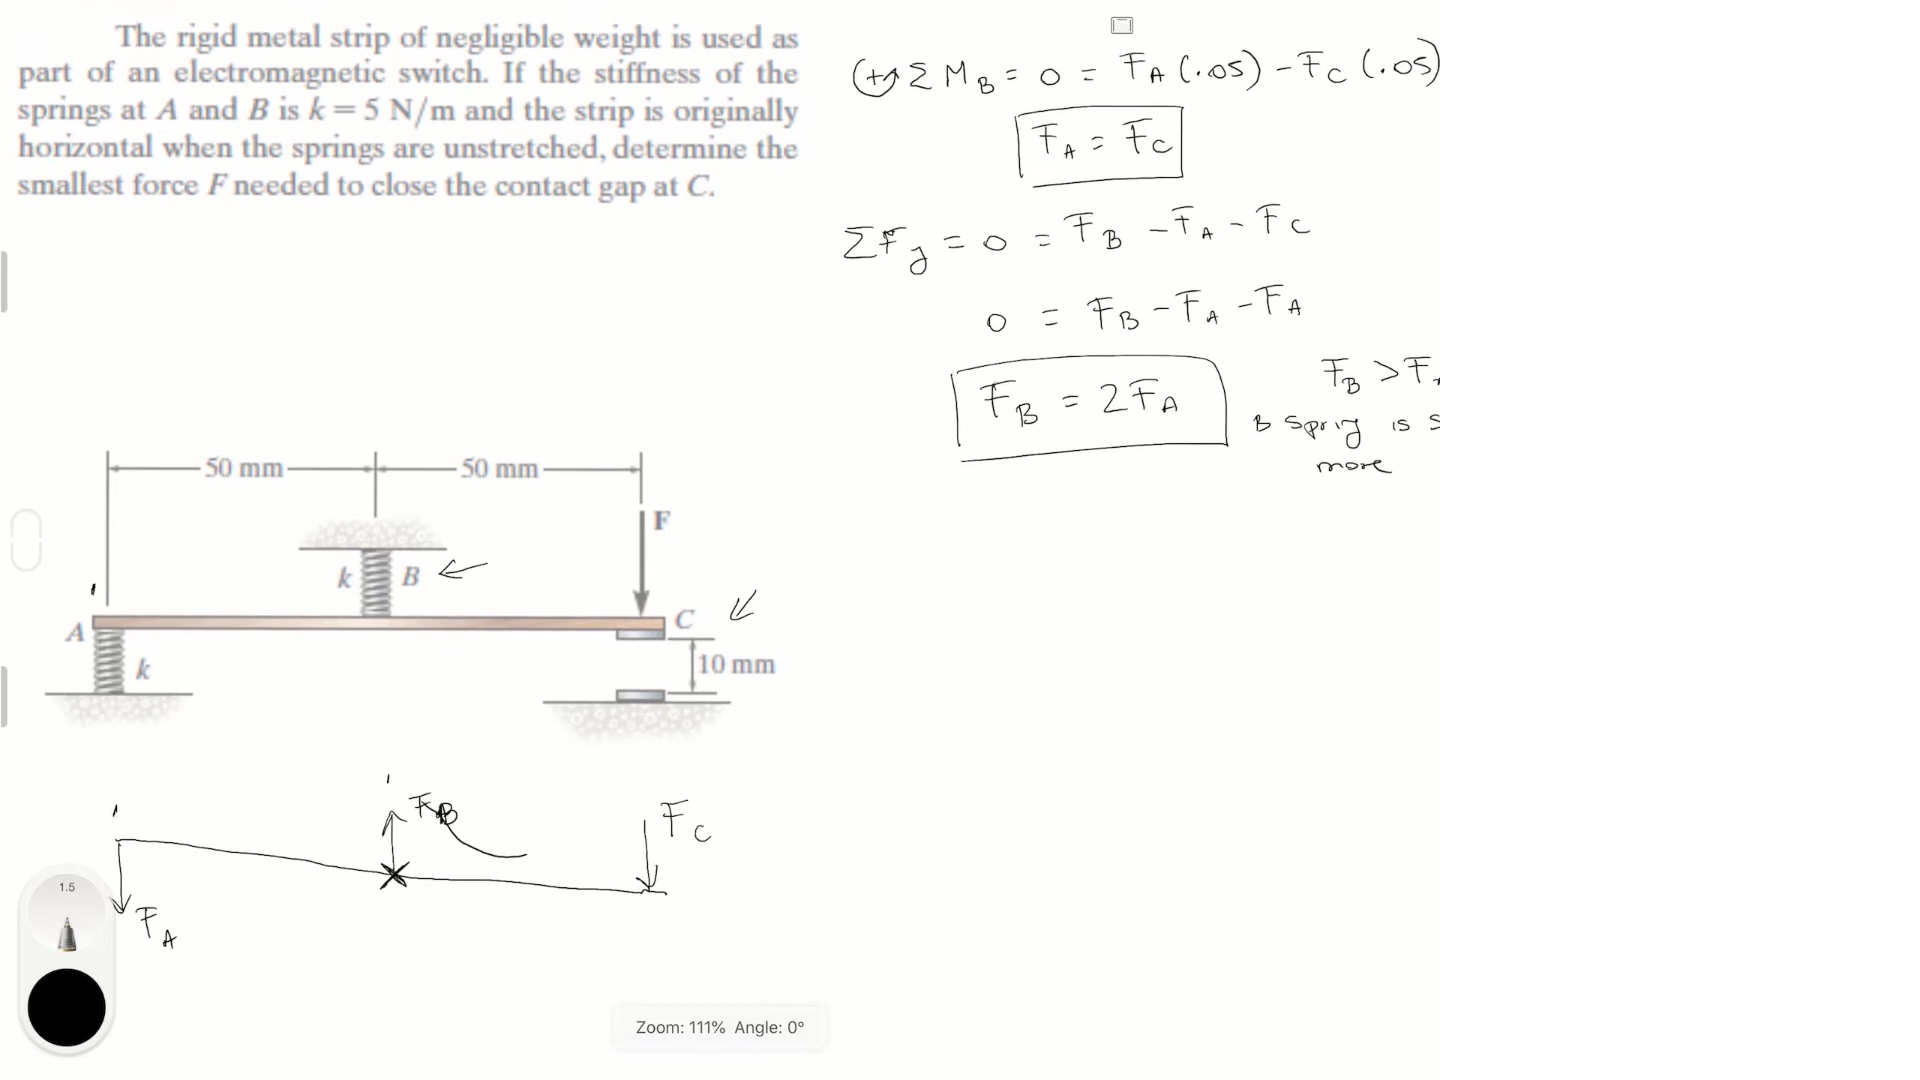 The rigid metal strip of negligible weight is used as
part of an electromagnetic switch. If the stiffness of the
springs at A and B is k = 5 N/m and the strip is originally
horizontal when the springs are unstretched, determine the
smallest force F needed to close the contact gap at C.
(+ Σ M_B = 0 = F_A (.05) - F_C (.05)
F_A = F_C
ΣF_y = 0 = F_B - F_A - F_C
0 = F_B - F_A - F_A
F_B = 2F_A
F_B > F
B spring is s
more
50 mm
50 mm
F
k
B
A
C
k
10 mm
F_B
F_C
F_A
1.5
Zoom: 111% Angle: 0°